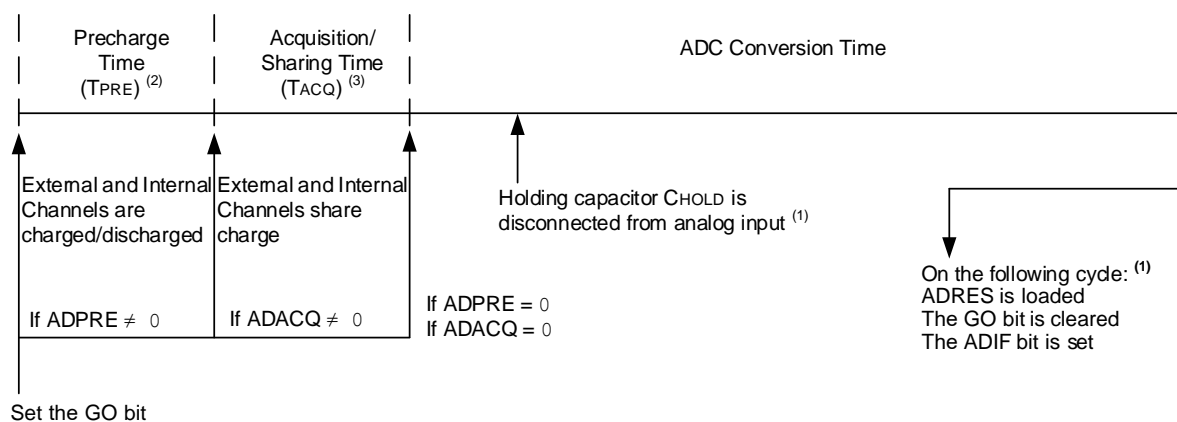 Precharge
Time
(TPRE) (2)
Acquisition/
Sharing Time
(TACQ) (3)
ADC Conversion Time
External and Internal
Channels are
charged/discharged
External and Internal
Channels share
charge
Holding capacitor CHOLD is
disconnected from analog input (1)
If ADPRE ≠ 0
If ADACQ ≠ 0
If ADPRE = 0
If ADACQ = 0
On the following cycle: (1)
ADRES is loaded
The GO bit is cleared
The ADIF bit is set
Set the GO bit